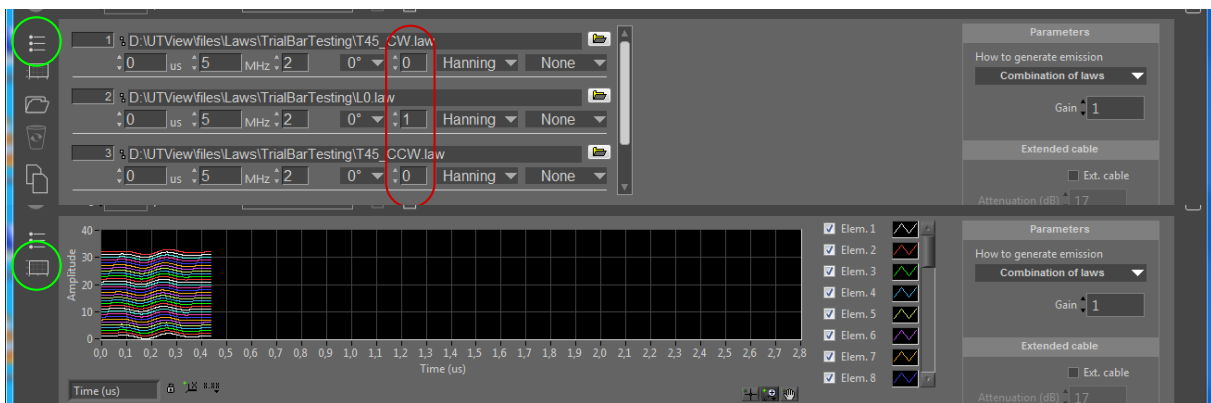 1 D:\UTView\files\Laws\TrialBarTesting\T45_CW.law
0 us 5 MHz 2 0° 0 Hanning None
2 D:\UTView\files\Laws\TrialBarTesting\L0.law
0 us 5 MHz 2 0° 1 Hanning None
3 D:\UTView\files\Laws\TrialBarTesting\T45_CCW.law
0 us 5 MHz 2 0° 0 Hanning None
Parameters
How to generate emission
Combination of laws
Gain 1
Extended cable
Ext. cable
Attenuation (dB) 17
Amplitude
40
30
20
10
0
0,0 0,1 0,2 0,3 0,4 0,5 0,6 0,7 0,8 0,9 1,0 1,1 1,2 1,3 1,4 1,5 1,6 1,7 1,8 1,9 2,0 2,1 2,2 2,3 2,4 2,5 2,6 2,7 2,8
Time (us)
Time (us)
Elem. 1
Elem. 2
Elem. 3
Elem. 4
Elem. 5
Elem. 6
Elem. 7
Elem. 8
Parameters
How to generate emission
Combination of laws
Gain 1
Extended cable
Ext. cable
Attenuation (dB) 17